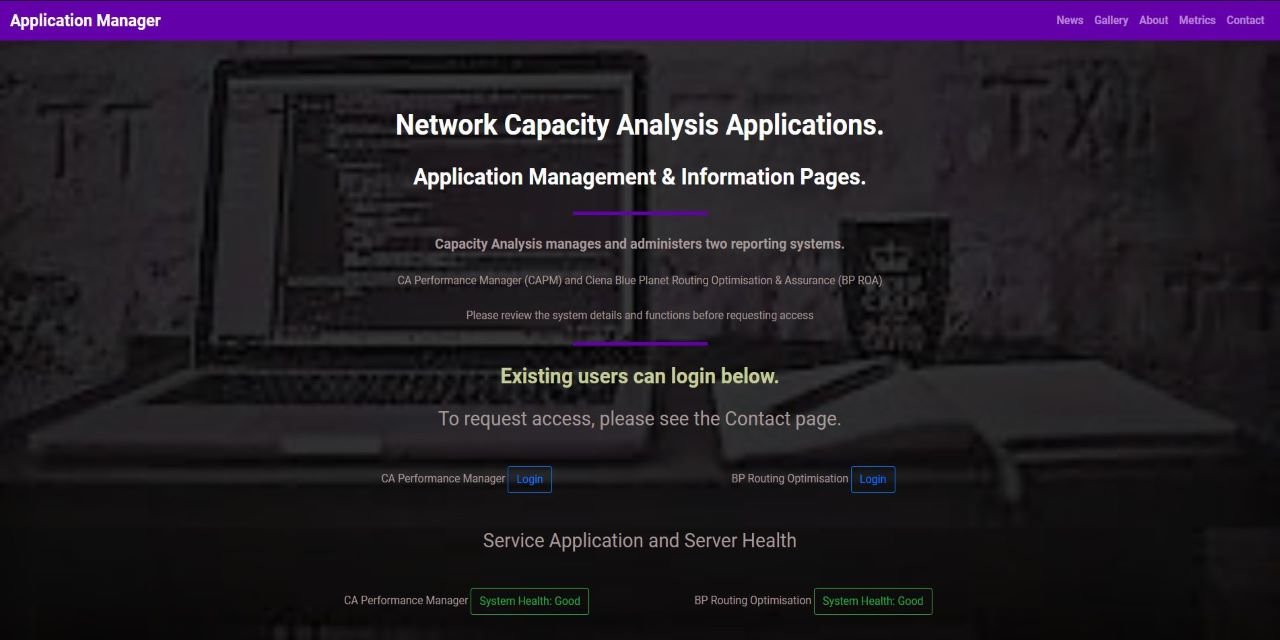 Application Manager
News Gallery About Metrics Contact
Network Capacity Analysis Applications.
Application Management & Information Pages.
Capacity Analysis manages and administers two reporting systems.
CA Performance Manager (CAPM) and Ciena Blue Planet Routing Optimisation & Assurance (BP ROA)
Please review the system details and functions before requesting access
Existing users can login below.
To request access, please see the Contact page.
CA Performance Manager Login
BP Routing Optimisation Login
Service Application and Server Health
CA Performance Manager System Health: Good
BP Routing Optimisation System Health: Good